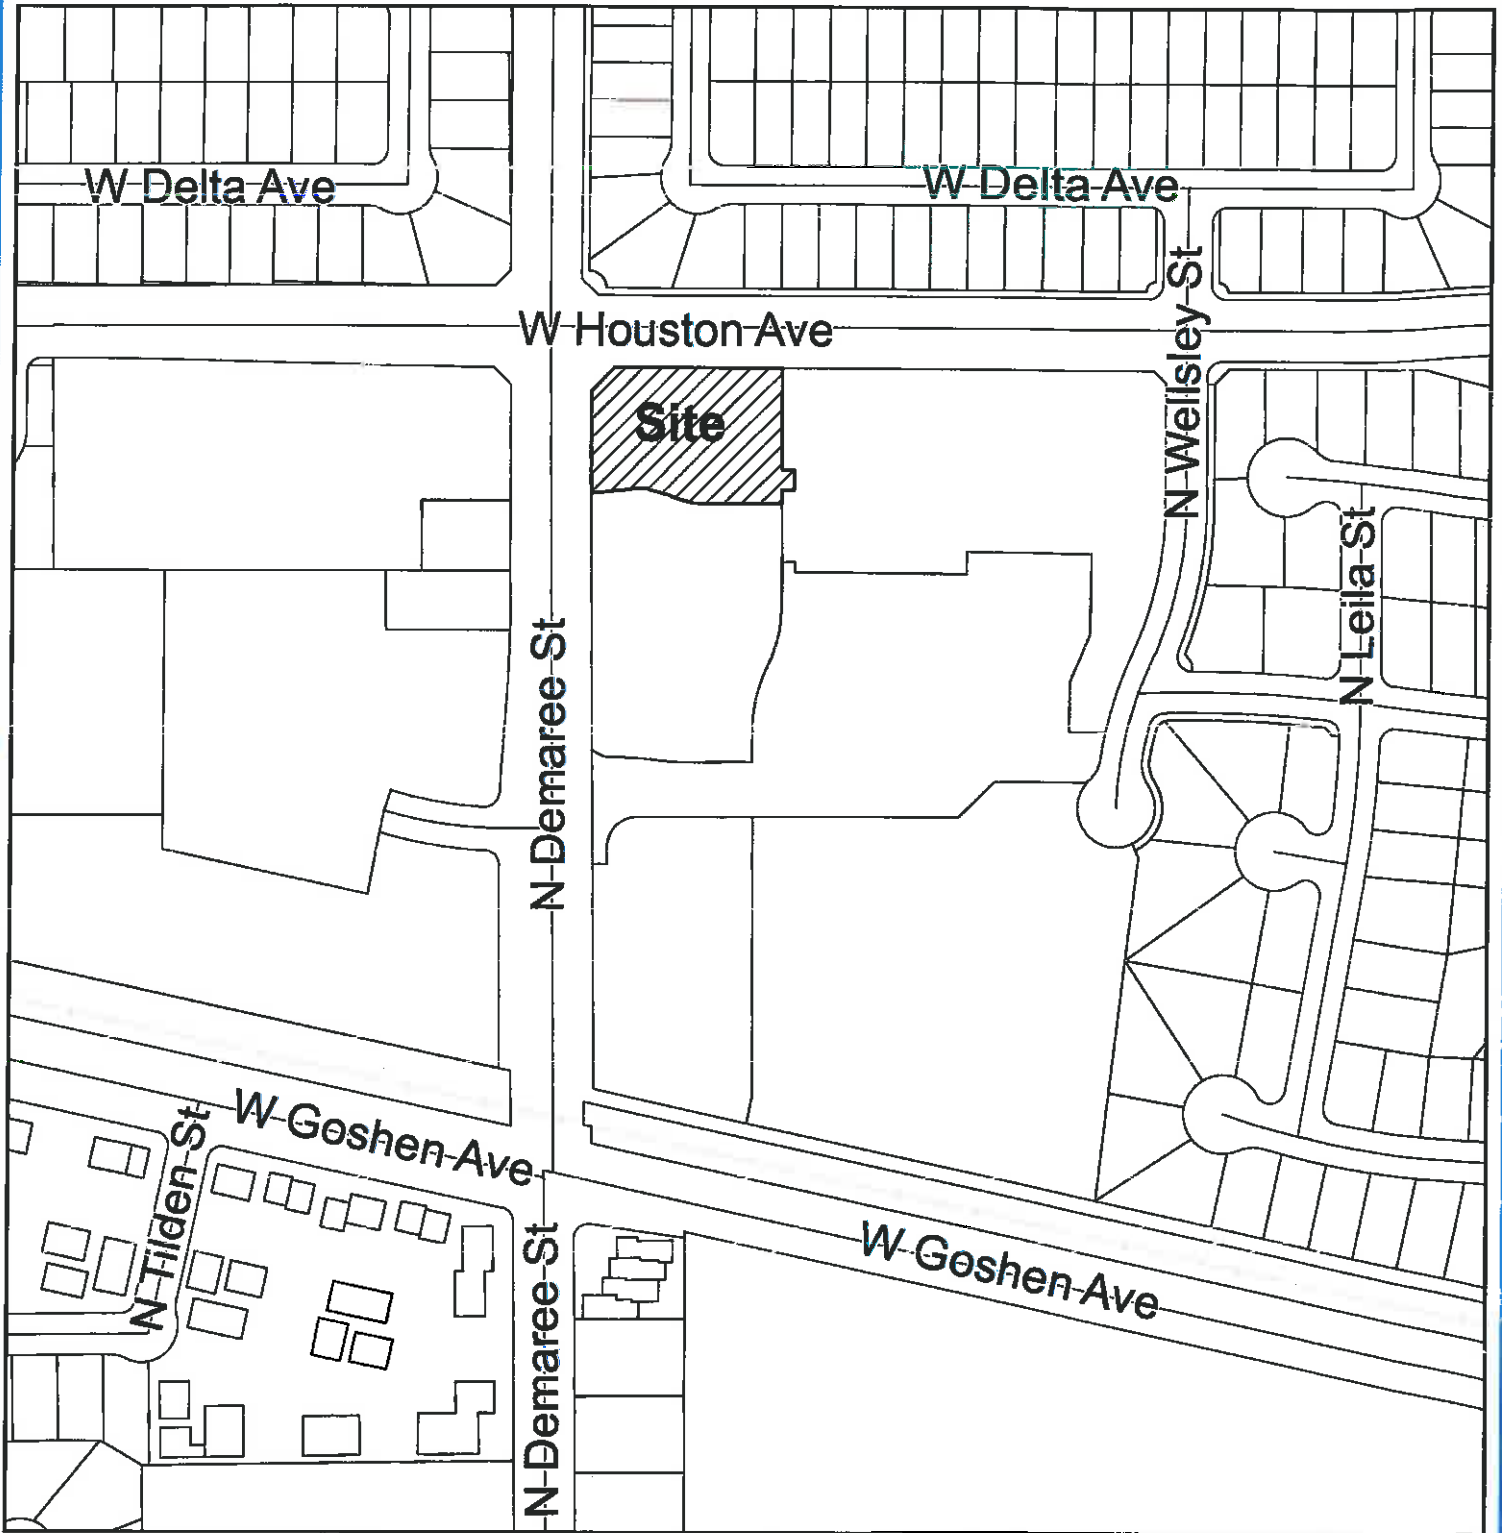 W Delta Ave
W Delta Ave
N Wellsley St
W Houston Ave
Site
N Leila St
N Demaree St
W Goshen Ave
N Tilden St
W Goshen Ave
N Demaree St